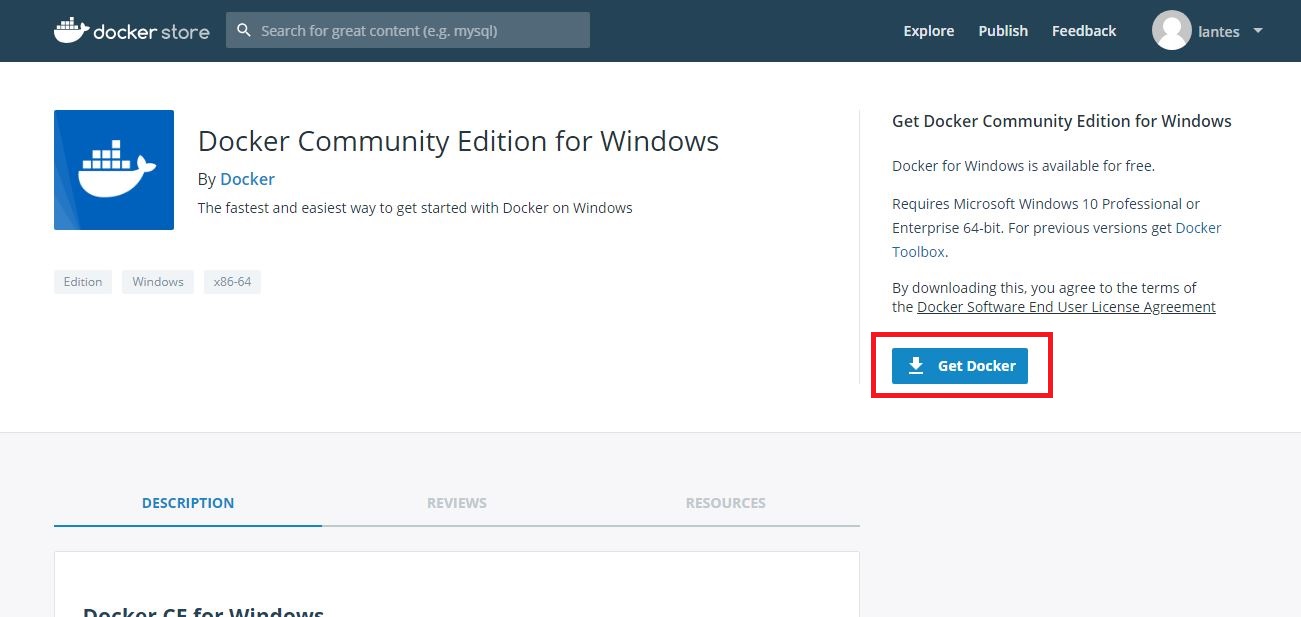 docker store
Search for great content (e.g. mysql)
Explore
Publish
Feedback
lantes
Docker Community Edition for Windows
By Docker
The fastest and easiest way to get started with Docker on Windows
Edition
Windows
x86-64
Get Docker Community Edition for Windows
Docker for Windows is available for free.
Requires Microsoft Windows 10 Professional or
Enterprise 64-bit. For previous versions get Docker
Toolbox.
By downloading this, you agree to the terms of
the Docker Software End User License Agreement
Get Docker
DESCRIPTION
REVIEWS
RESOURCES
Docker CE for Windows